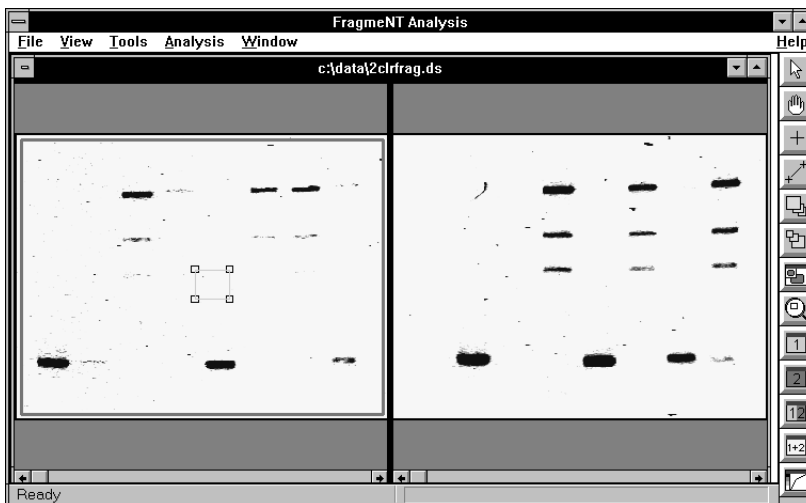 FragmeNT Analysis
File View Tools Analysis Window Help
c:\data\2clrfrag.ds
1
2
12
1+2
Ready